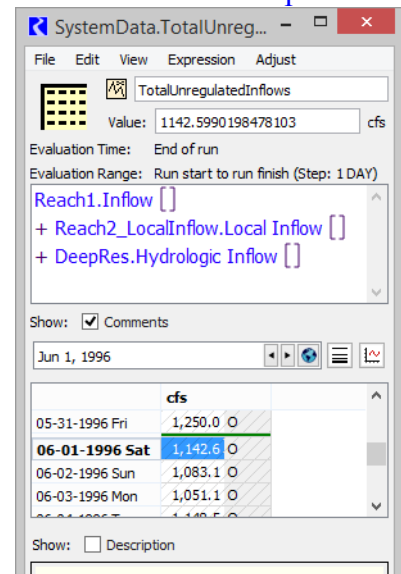 SystemData.TotalUnreg...
File Edit View Expression Adjust
TotalUnregulatedInflows
Value: 1142.5990198478103 cfs
Evaluation Time: End of run
Evaluation Range: Run start to run finish (Step: 1 DAY)
Reach1.Inflow []
+ Reach2_LocalInflow.Local Inflow []
+ DeepRes.Hydrologic Inflow []
Show: Comments
Jun 1, 1996
cfs
05-31-1996 Fri 1,250.0 O
06-01-1996 Sat 1,142.6 O
06-02-1996 Sun 1,083.1 O
06-03-1996 Mon 1,051.1 O
Show: Description